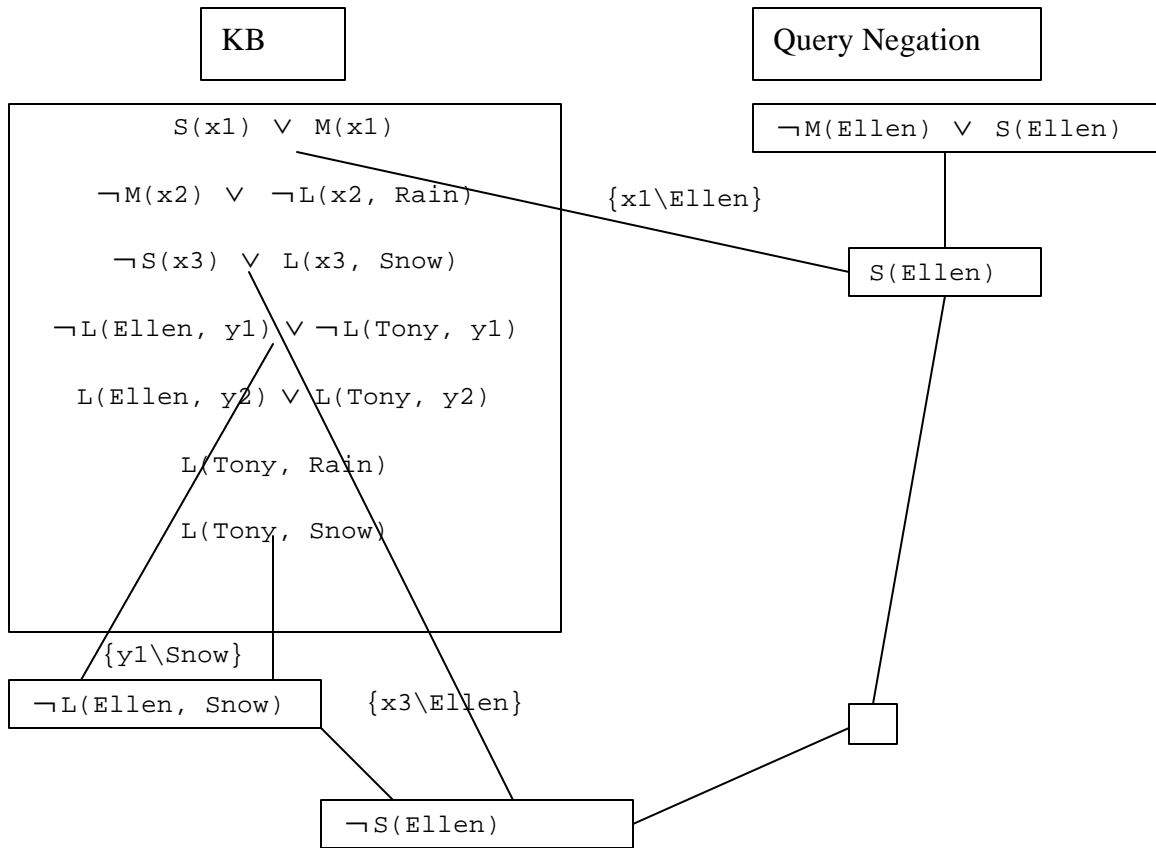 KB
Query Negation
S(x1) ∨ M(x1)
¬M(Ellen) ∨ S(Ellen)
¬M(x2) ∨ ¬L(x2, Rain)
{x1\Ellen}
¬S(x3) ∨ L(x3, Snow)
S(Ellen)
¬L(Ellen, y1) ∨ ¬L(Tony, y1)
L(Ellen, y2) ∨ L(Tony, y2)
L(Tony, Rain)
L(Tony, Snow)
{y1\Snow}
¬L(Ellen, Snow)
{x3\Ellen}
¬S(Ellen)